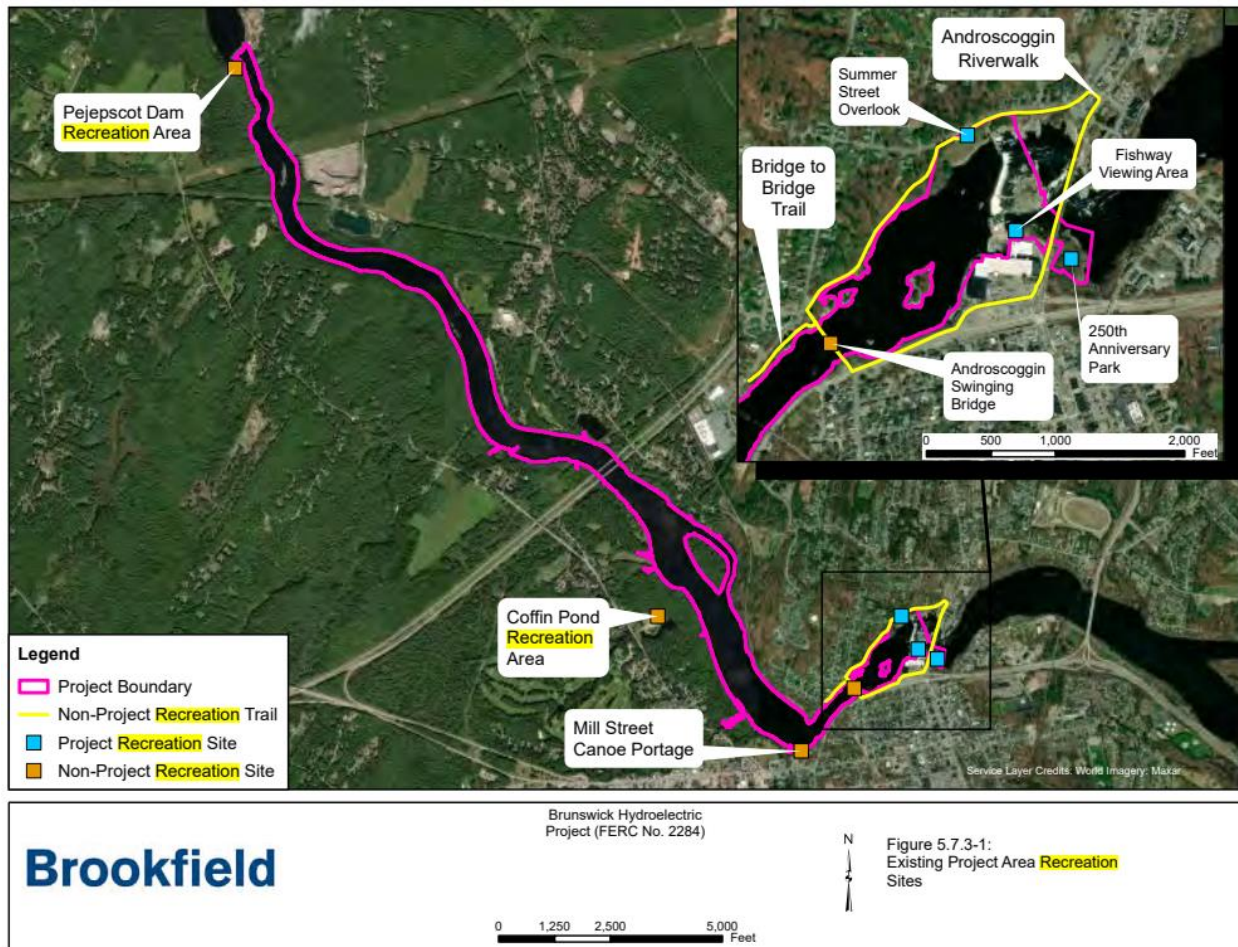 Pejepscot Dam
Recreation Area
Androscoggin
Riverwalk
Summer
Street
Overlook
Bridge to
Bridge
Trail
Fishway
Viewing Area
250th
Anniversary
Park
Androscoggin
Swinging
Bridge
0 500 1,000 2,000
Feet
Coffin Pond
Recreation
Area
Mill Street
Canoe Portage
Legend
Project Boundary
Non-Project Recreation Trail
Project Recreation Site
Non-Project Recreation Site
Service Layer Credits: World Imagery: Maxar
Brookfield
Brunswick Hydroelectric
Project (FERC No. 2284)
0 1,250 2,500 5,000
Feet
N
Figure 5.7.3-1:
Existing Project Area Recreation
Sites